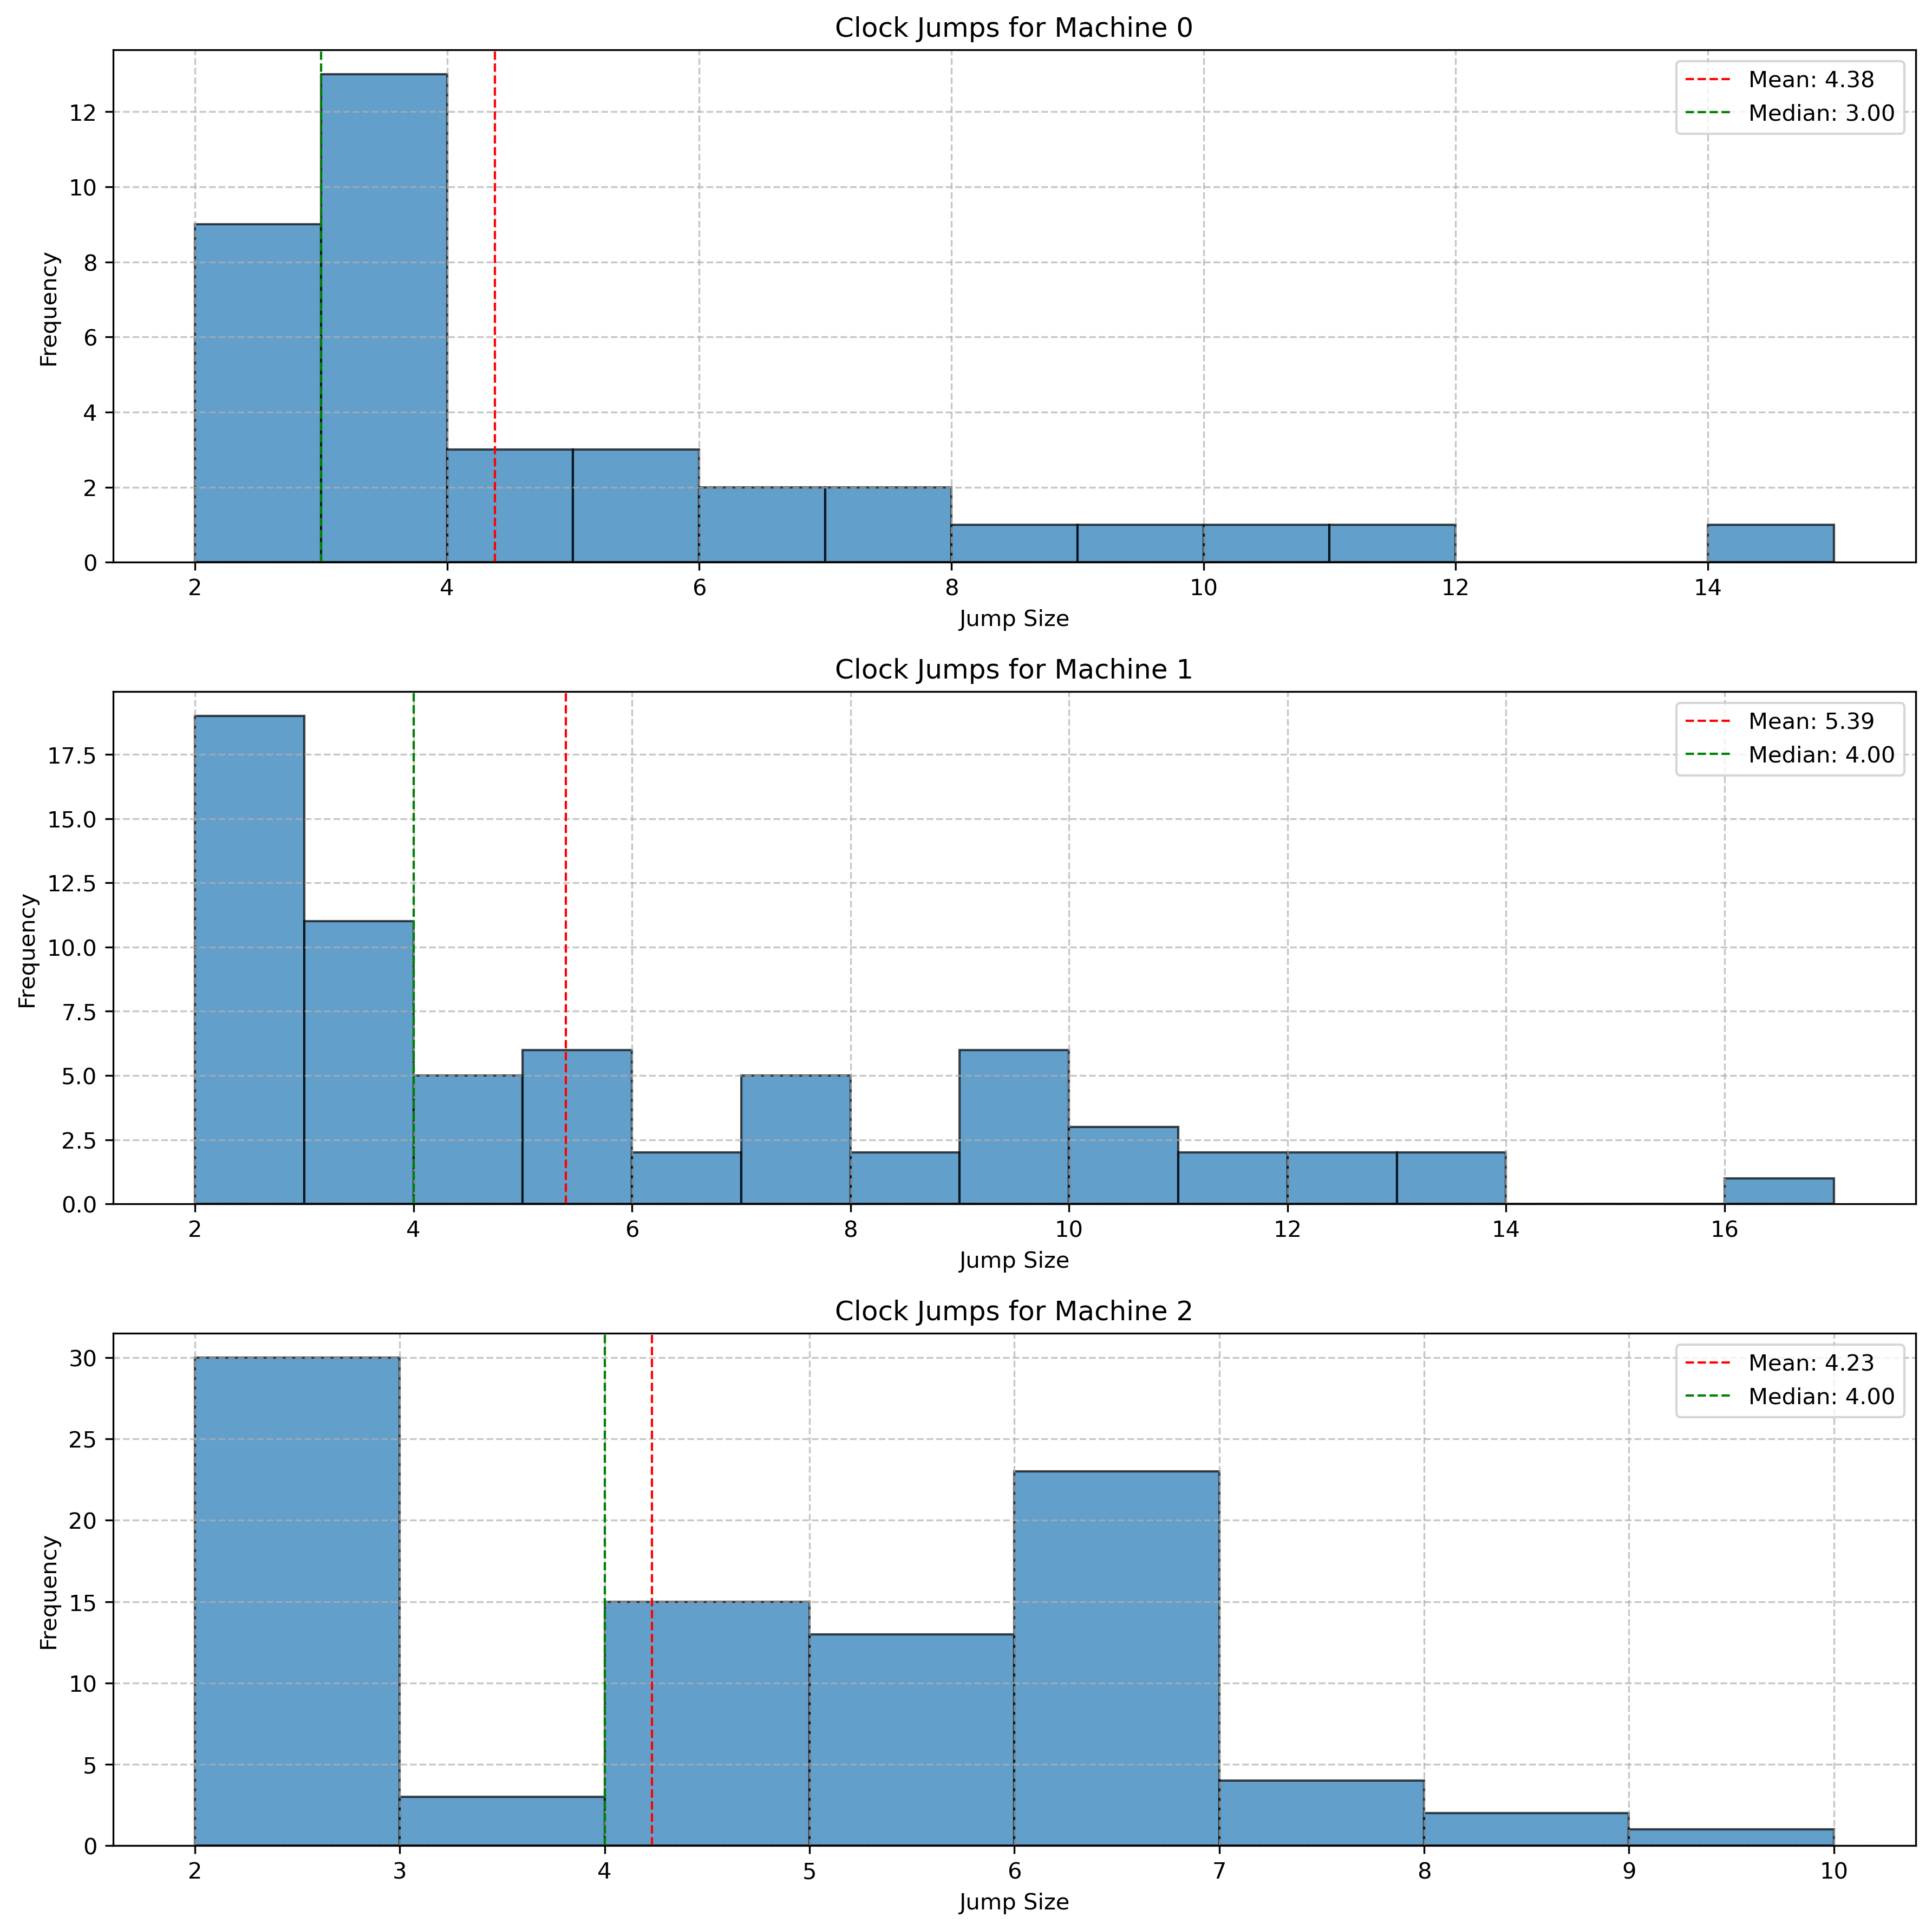 Clock Jumps for Machine 0
Mean: 4.38
Median: 3.00
12
10
8
6
4
2
0
Frequency
2 4 6 8 10 12 14
Jump Size
Clock Jumps for Machine 1
Mean: 5.39
Median: 4.00
17.5
15.0
12.5
10.0
7.5
5.0
2.5
0.0
Frequency
2 4 6 8 10 12 14 16
Jump Size
Clock Jumps for Machine 2
Mean: 4.23
Median: 4.00
30
25
20
15
10
5
0
Frequency
2 3 4 5 6 7 8 9 10
Jump Size